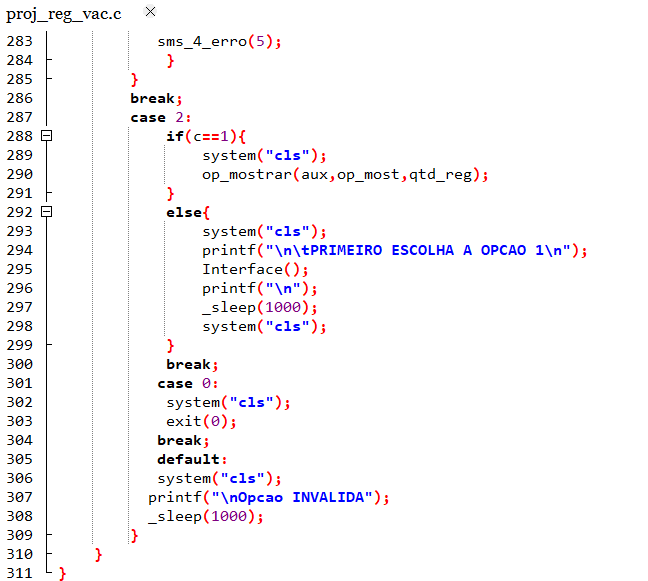 proj_reg_vac.c ×
283 sms_4_erro(5);
284 }
285 }
286 break;
287 case 2:
288 if(c==1){
289 system("cls");
290 op_mostrar(aux,op_most,qtd_reg);
291 }
292 else{
293 system("cls");
294 printf("\n\tPRIMEIRO ESCOLHA A OPCAO 1\n");
295 Interface();
296 printf("\n");
297 _sleep(1000);
298 system("cls");
299 }
300 break;
301 case 0:
302 system("cls");
303 exit(0);
304 break;
305 default:
306 system("cls");
307 printf("\nOpcao INVALIDA");
308 _sleep(1000);
309 }
310 }
311 }